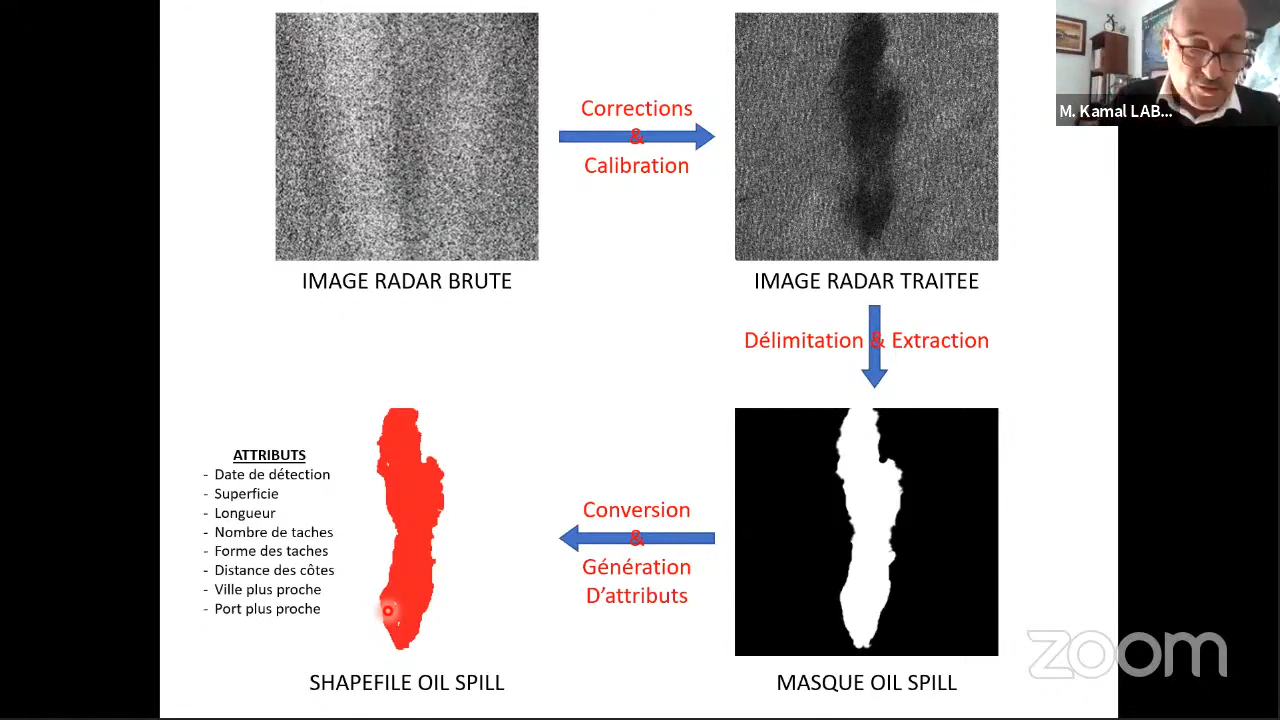 M. Kamal LAB...
Corrections
&
Calibration
IMAGE RADAR BRUTE
IMAGE RADAR TRAITEE
Délimitation & Extraction
ATTRIBUTS
- Date de détection
- Superficie
- Longueur
- Nombre de taches
- Forme des taches
- Distance des côtes
- Ville plus proche
- Port plus proche
Conversion
&
Génération
D'attributs
SHAPEFILE OIL SPILL
MASQUE OIL SPILL
zoom